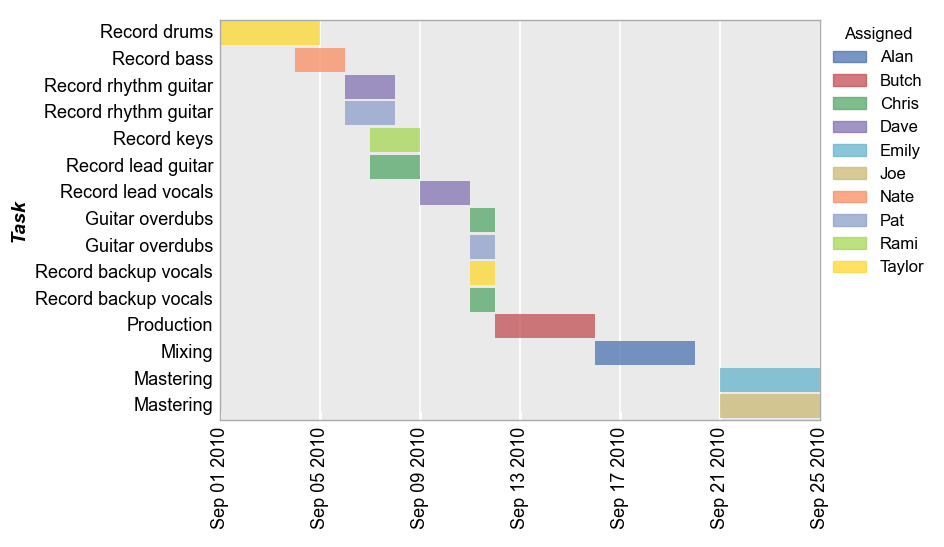 Record drums
Record bass
Record rhythm guitar
Record rhythm guitar
Record keys
Record lead guitar
Record lead vocals
Guitar overdubs
Guitar overdubs
Record backup vocals
Record backup vocals
Production
Mixing
Mastering
Mastering
Task
Sep 01 2010
Sep 05 2010
Sep 09 2010
Sep 13 2010
Sep 17 2010
Sep 21 2010
Sep 25 2010
Assigned
Alan
Butch
Chris
Dave
Emily
Joe
Nate
Pat
Rami
Taylor